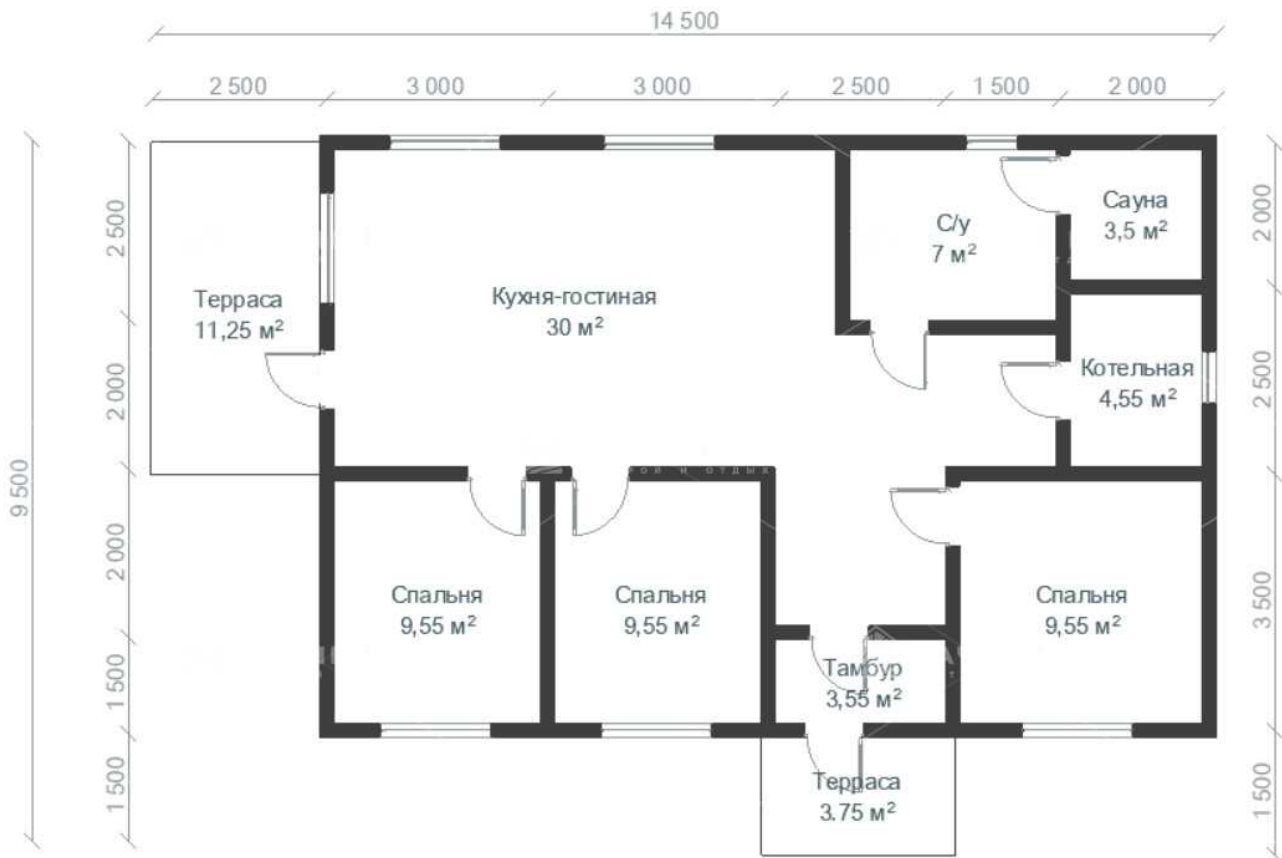 14 500
2 500
3 000
3 000
2 500
1 500
2 000
9 500
2 500
2 000
2 000
1 500
1 500
2 000
2 500
3 500
1 500
Терраса
11,25 м²
Кухня-гостиная
30 м²
С/у
7 м²
Сауна
3,5 м²
Котельная
4,55 м²
Спальня
9,55 м²
Спальня
9,55 м²
Тамбур
3,55 м²
Спальня
9,55 м²
Терраса
3.75 м²